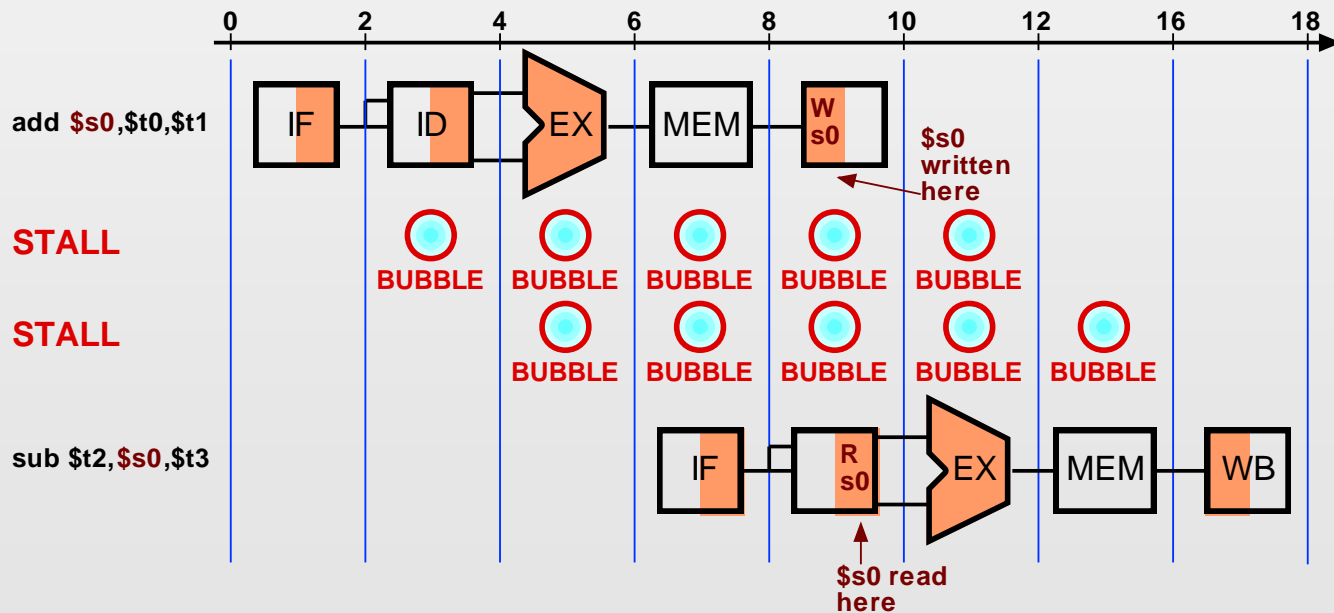 0 2 4 6 8 10 12 16 18
add $s0,$t0,$t1
IF ID EX MEM W
s0
$s0
written
here
STALL
BUBBLE BUBBLE BUBBLE BUBBLE BUBBLE
STALL
BUBBLE BUBBLE BUBBLE BUBBLE BUBBLE
sub $t2,$s0,$t3
IF R
s0 EX MEM WB
$s0 read
here